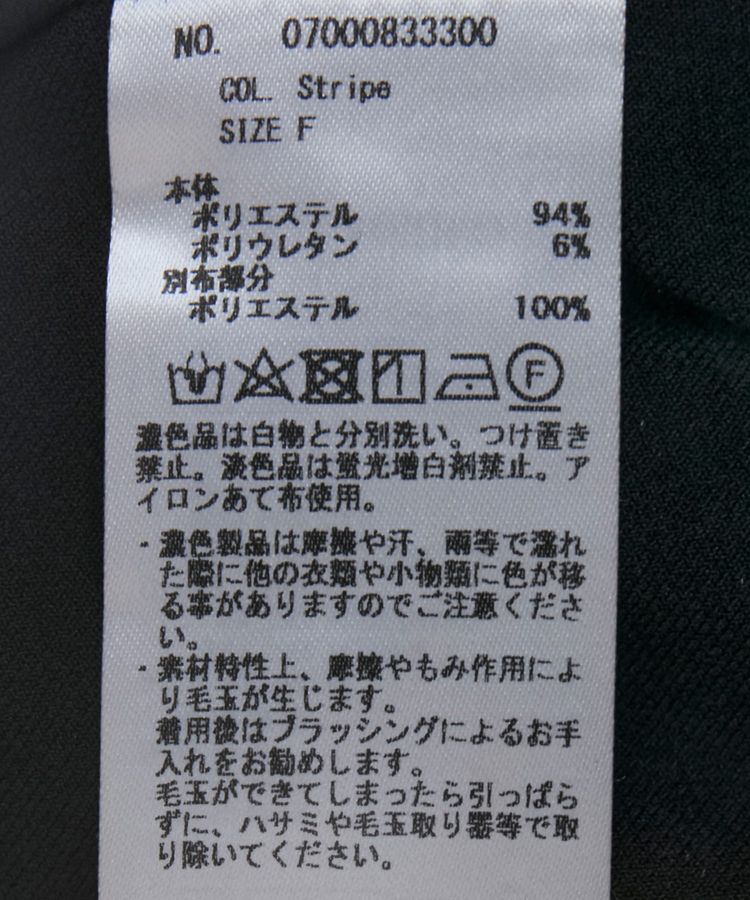 NO. 07000833300
COL. Stripe
SIZE F
本体
ポリエステル 94%
ポリウレタン 6%
別布部分
ポリエステル 100%
F
濃色品は白物と分別洗い。つけ置き
禁止。淡色品は蛍光増白剤禁止。ア
イロンあて布使用。
・濃色製品は摩擦や汗、雨等で濡れ
た際に他の衣類や小物類に色が移
る事がありますのでご注意くださ
い。
・素材特性上、摩擦やもみ作用によ
り毛玉が生じます。
着用後はブラッシングによるお手
入れをお勧めします。
毛玉ができてしまったら引っぱら
ずに、ハサミや毛玉取り器等で取
り除いてください。